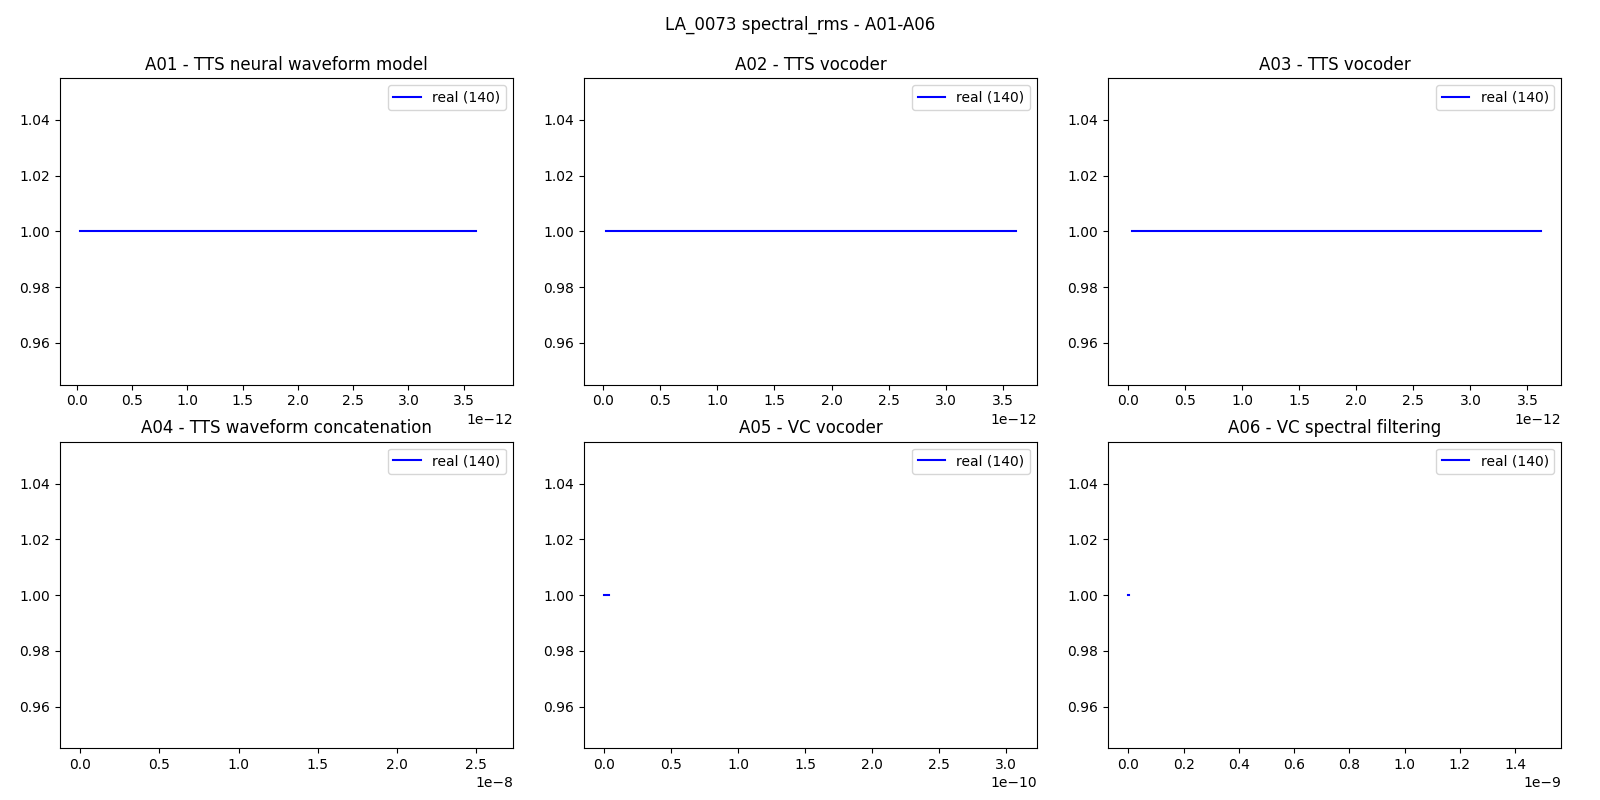 LA_0073 spectral_rms - A01-A06
A01 - TTS neural waveform model
real (140)
1.04
1.02
1.00
0.98
0.96
0.0 0.5 1.0 1.5 2.0 2.5 3.0 3.5
1e−12
A02 - TTS vocoder
real (140)
1.04
1.02
1.00
0.98
0.96
0.0 0.5 1.0 1.5 2.0 2.5 3.0 3.5
1e−12
A03 - TTS vocoder
real (140)
1.04
1.02
1.00
0.98
0.96
0.0 0.5 1.0 1.5 2.0 2.5 3.0 3.5
1e−12
A04 - TTS waveform concatenation
real (140)
1.04
1.02
1.00
0.98
0.96
0.0 0.5 1.0 1.5 2.0 2.5
1e−8
A05 - VC vocoder
real (140)
1.04
1.02
1.00
0.98
0.96
0.0 0.5 1.0 1.5 2.0 2.5 3.0
1e−10
A06 - VC spectral filtering
real (140)
1.04
1.02
1.00
0.98
0.96
0.0 0.2 0.4 0.6 0.8 1.0 1.2 1.4
1e−9